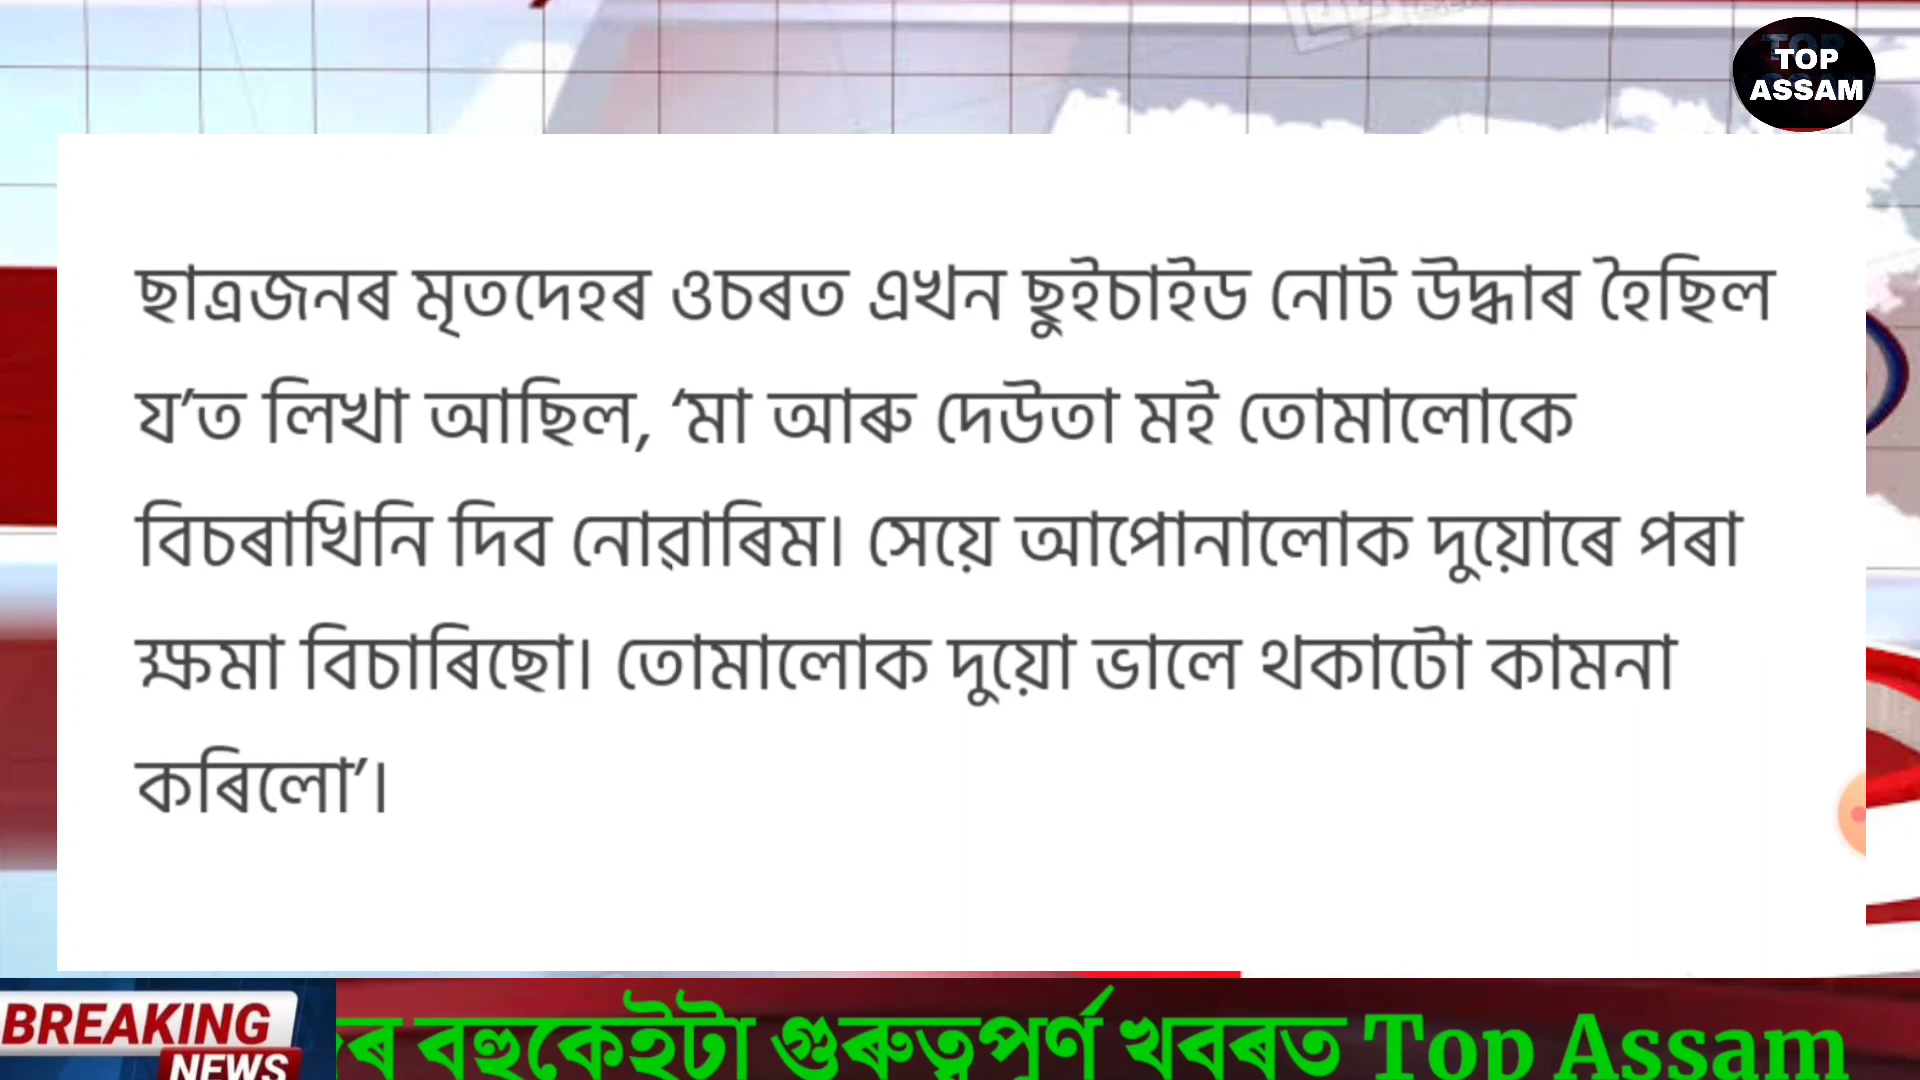 TOP
ASSAM
ছাত্ৰজনৰ মৃতদেহৰ ওচৰত এখন ছুইচাইড নোট উদ্ধাৰ হৈছিল
য’ত লিখা আছিল, ‘মা আৰু দেউতা মই তোমালোকে
বিচৰাখিনি দিব নোৱাৰিম। সেয়ে আপোনালোক দুয়োৰে পৰা
ক্ষমা বিচাৰিছো। তোমালোক দুয়ো ভালে থকাটো কামনা
কৰিলো’।
BREAKING
NEWS
বহুকেইটা গুৰুত্বপূৰ্ণ খবৰত Top Assam